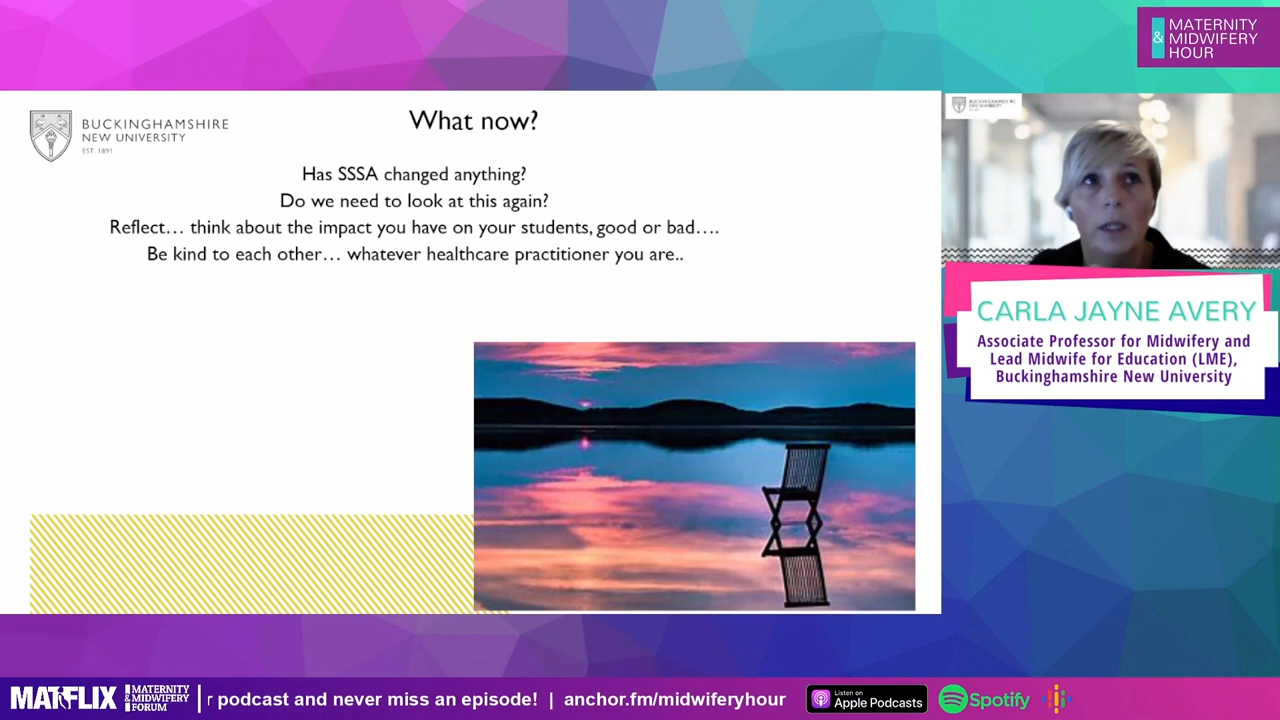 MATERNITY
& MIDWIFERY
HOUR
BUCKINGHAMSHIRE
NEW UNIVERSITY
EST. 1891
What now?
Has SSSA changed anything?
Do we need to look at this again?
Reflect... think about the impact you have on your students, good or bad....
Be kind to each other... whatever healthcare practitioner you are..
BUCKINGHAMSHIRE
NEW UNIVERSITY
CARLA JAYNE AVERY
Associate Professor for Midwifery and
Lead Midwife for Education (LME),
Buckinghamshire New University
MATFLIX
MATERNITY
&MIDWIFERY
FORUM
r podcast and never miss an episode! | anchor.fm/midwiferyhour
Listen on
Apple Podcasts
Spotify